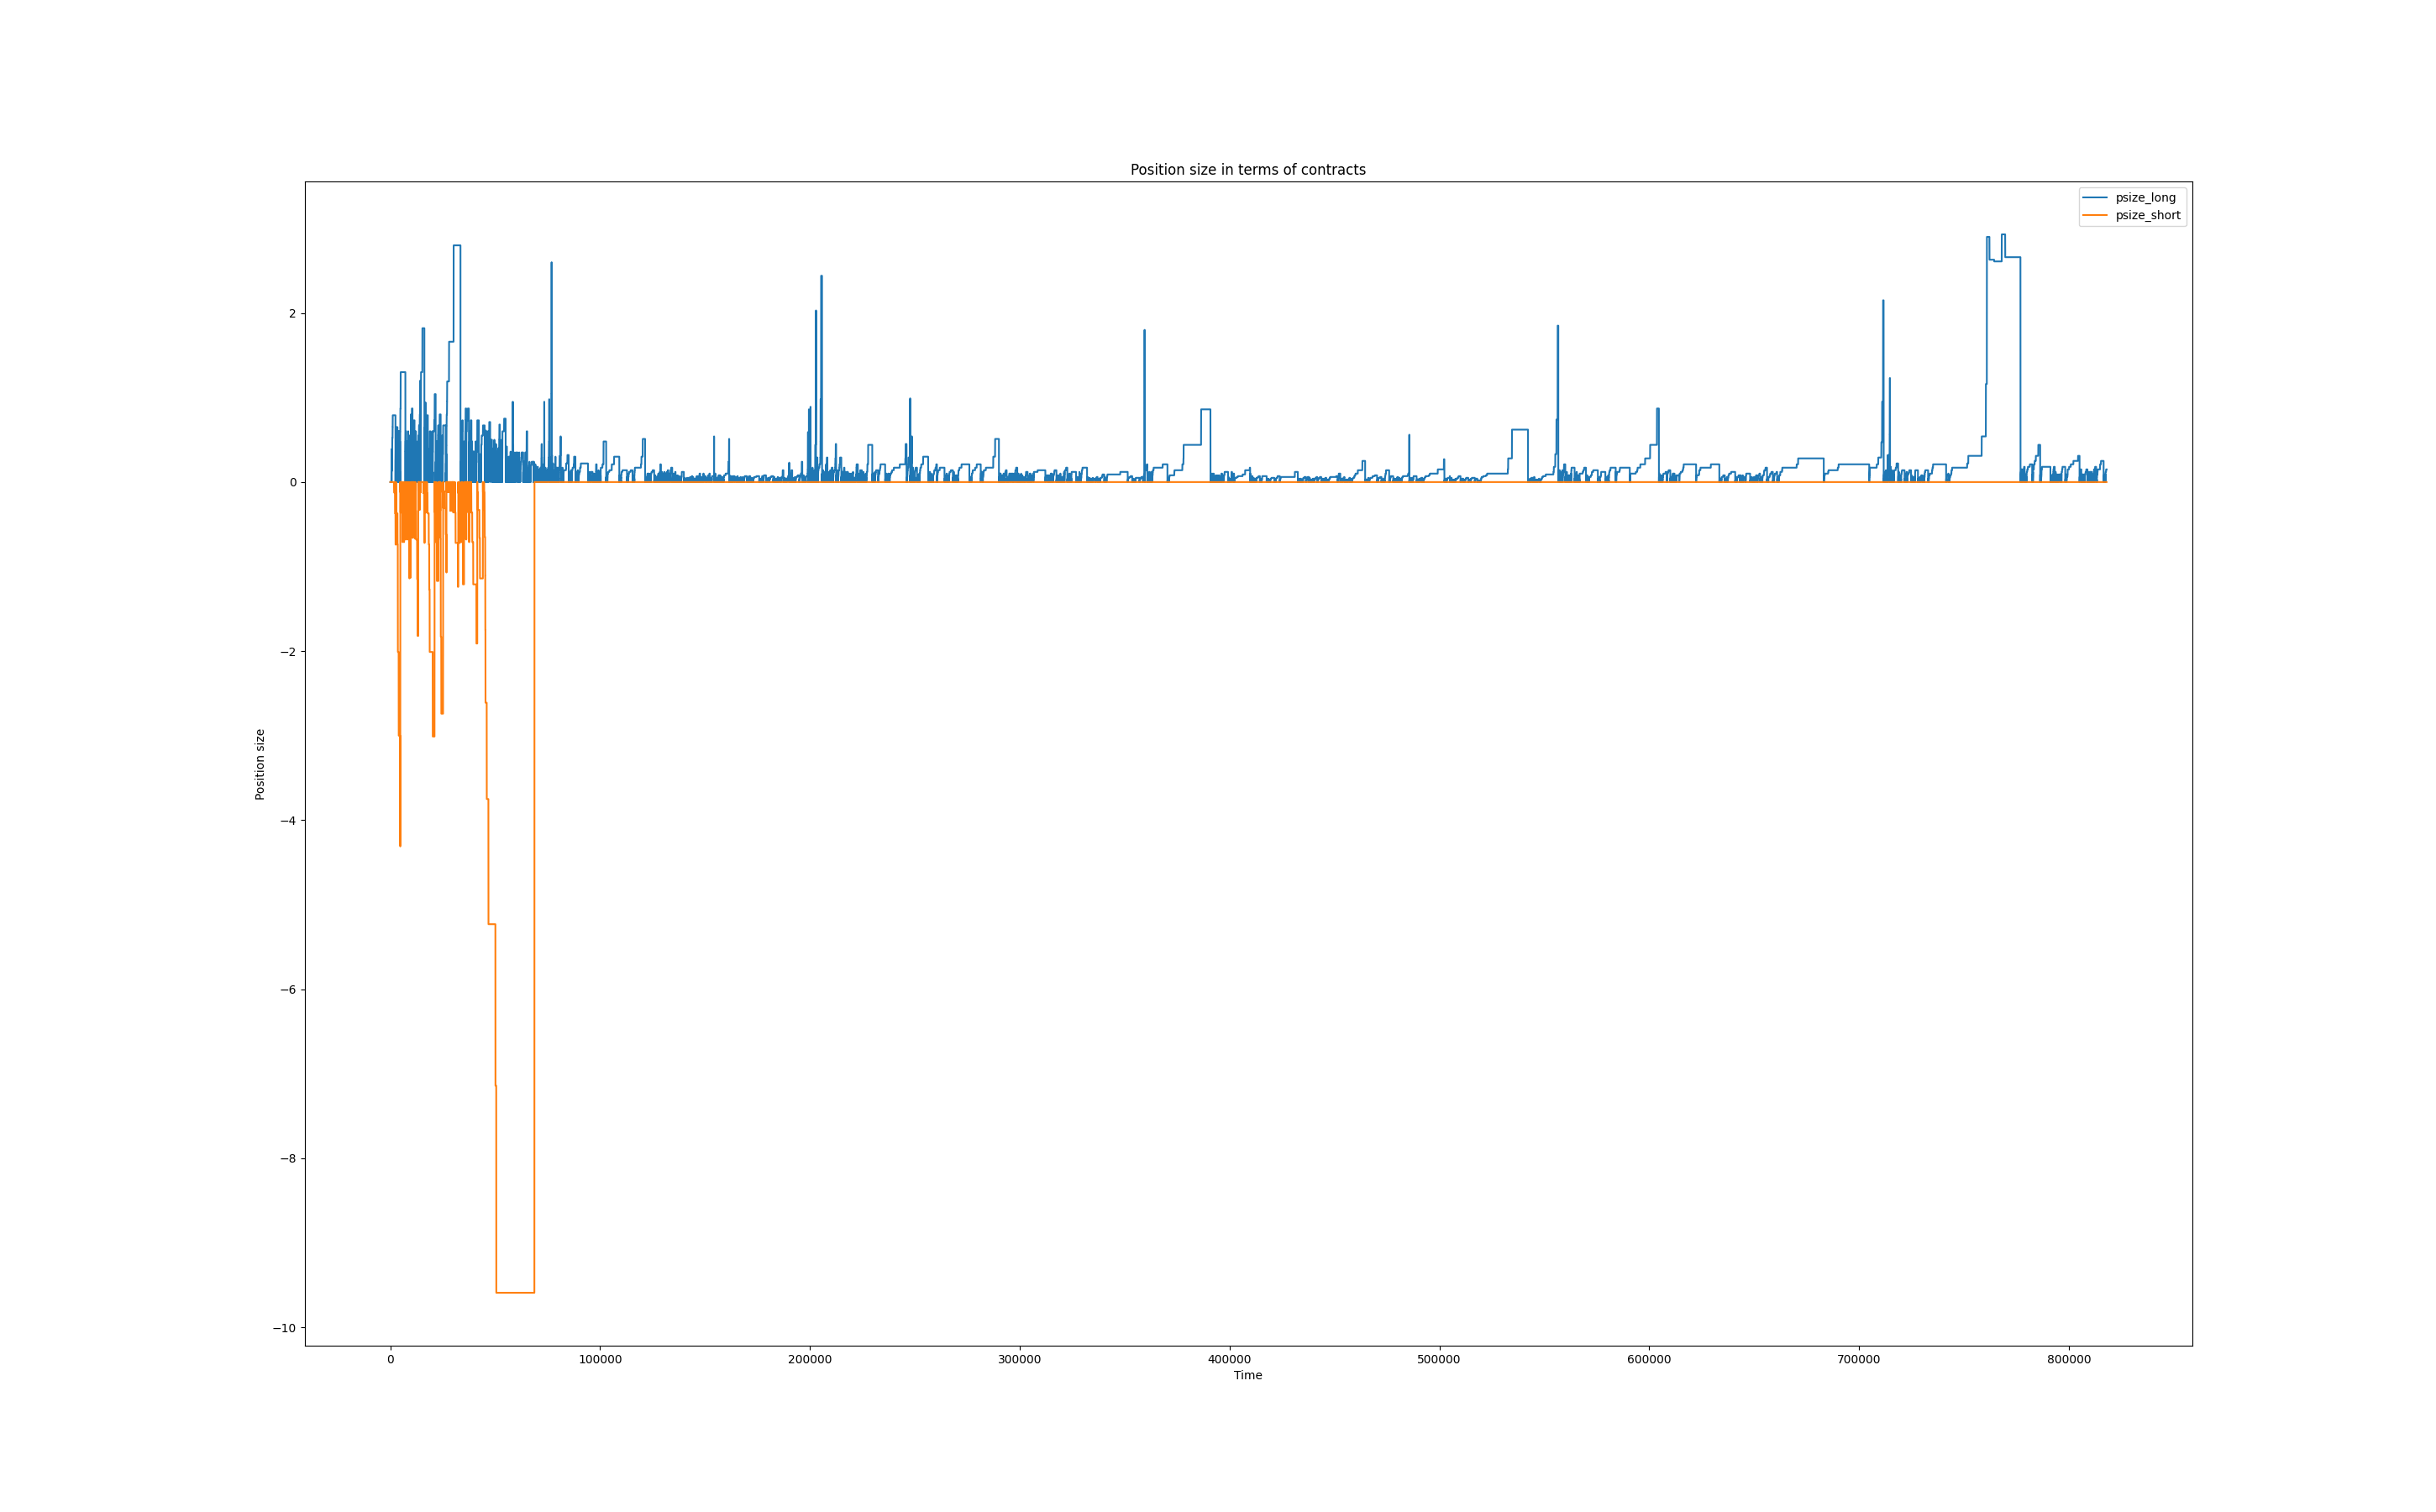 Position size in terms of contracts
psize_long
psize_short
2
0
−2
−4
−6
−8
−10
Position size
0 100000 200000 300000 400000 500000 600000 700000 800000
Time